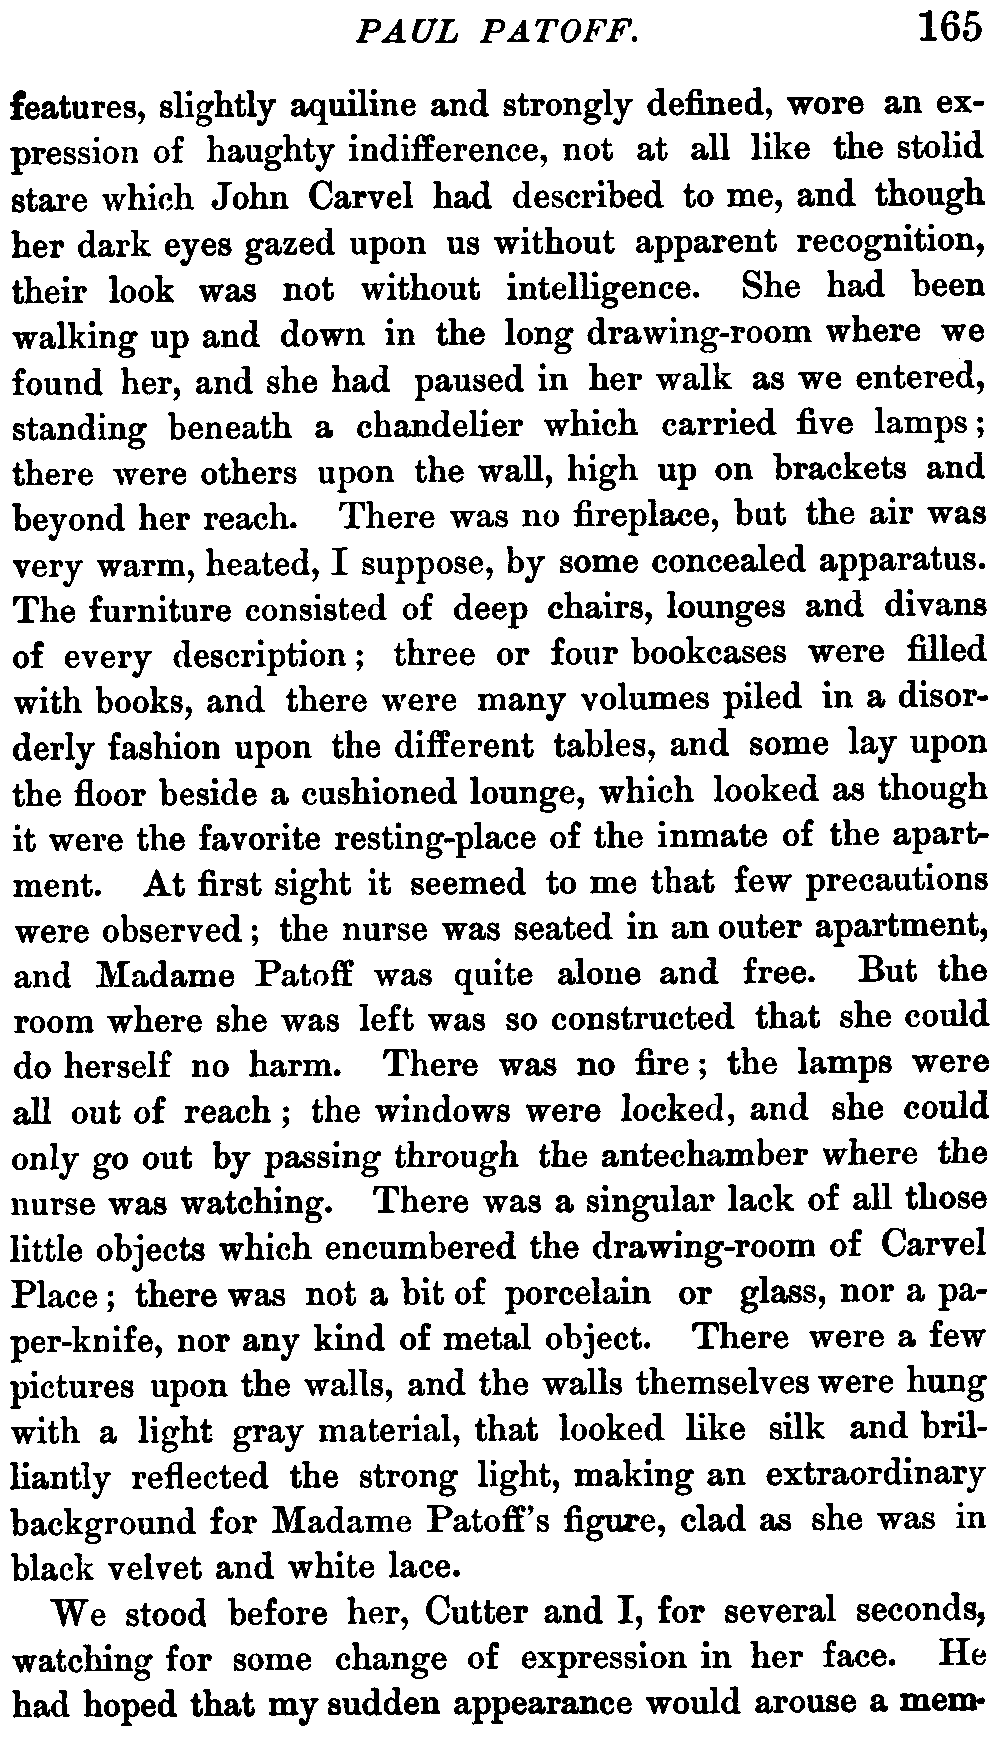 PAUL PATOFF. 165
features, slightly aquiline and strongly defined, wore an ex-
pression of haughty indifference, not at all like the stolid
stare which John Carvel had described to me, and though
her dark eyes gazed upon us without apparent recognition,
their look was not without intelligence. She had been
walking up and down in the long drawing-room where we
found her, and she had paused in her walk as we entered,
standing beneath a chandelier which carried five lamps;
there were others upon the wall, high up on brackets and
beyond her reach. There was no fireplace, but the air was
very warm, heated, I suppose, by some concealed apparatus.
The furniture consisted of deep chairs, lounges and divans
of every description; three or four bookcases were filled
with books, and there were many volumes piled in a disor-
derly fashion upon the different tables, and some lay upon
the floor beside a cushioned lounge, which looked as though
it were the favorite resting-place of the inmate of the apart-
ment. At first sight it seemed to me that few precautions
were observed; the nurse was seated in an outer apartment,
and Madame Patoff was quite alone and free. But the
room where she was left was so constructed that she could
do herself no harm. There was no fire; the lamps were
all out of reach; the windows were locked, and she could
only go out by passing through the antechamber where the
nurse was watching. There was a singular lack of all those
little objects which encumbered the drawing-room of Carvel
Place; there was not a bit of porcelain or glass, nor a pa-
per-knife, nor any kind of metal object. There were a few
pictures upon the walls, and the walls themselves were hung
with a light gray material, that looked like silk and bril-
liantly reflected the strong light, making an extraordinary
background for Madame Patoff's figure, clad as she was in
black velvet and white lace.
We stood before her, Cutter and I, for several seconds,
watching for some change of expression in her face. He
had hoped that my sudden appearance would arouse a mem-